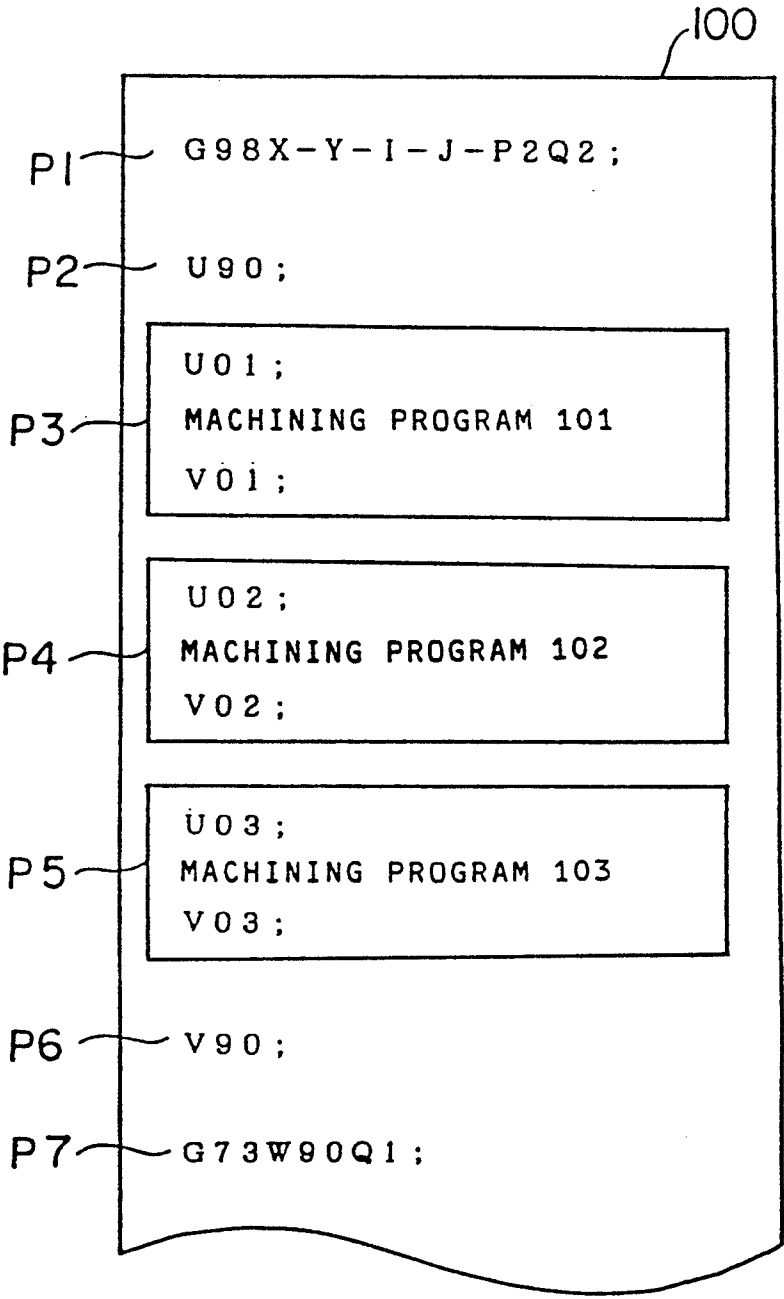 100
P1 G98X-Y-I-J-P2Q2;
P2 U90;
U01;
P3 MACHINING PROGRAM 101
V01;
U02;
P4 MACHINING PROGRAM 102
V02;
U03;
P5 MACHINING PROGRAM 103
V03;
P6 V90;
P7 G73W90Q1;